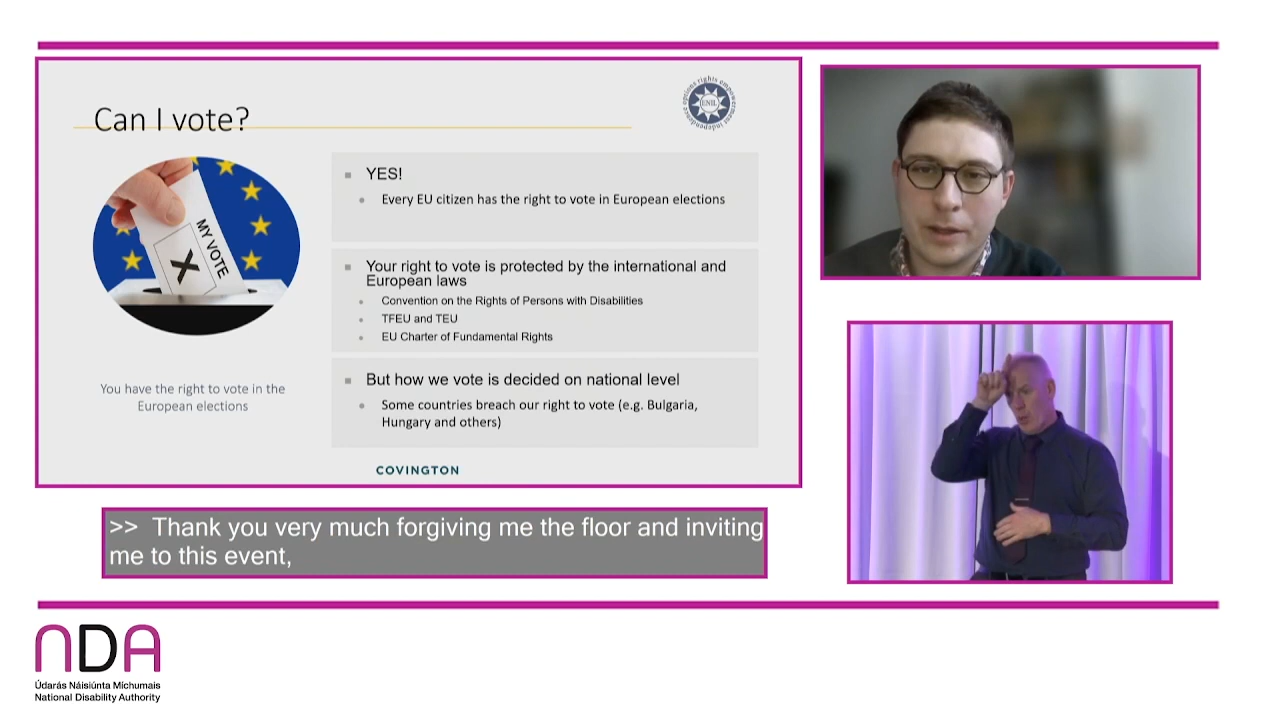 Can I vote?
options rights empowerment
independence
ENIL
MY VOTE
YES!
Every EU citizen has the right to vote in European elections
Your right to vote is protected by the international and
European laws
Convention on the Rights of Persons with Disabilities
TFEU and TEU
EU Charter of Fundamental Rights
You have the right to vote in the
European elections
But how we vote is decided on national level
Some countries breach our right to vote (e.g. Bulgaria,
Hungary and others)
COVINGTON
>> Thank you very much forgiving me the floor and inviting
me to this event,
NDA
Údarás Náisiúnta Míchumais
National Disability Authority